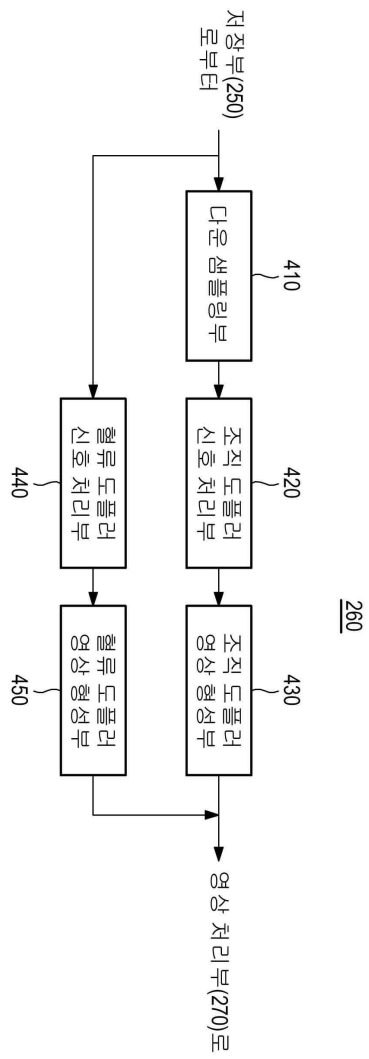 260
저장부(250)
로부터
410
다운 샘플링부
420
조직 도플러
신호 처리부
430
조직 도플러
영상 형성부
440
혈류 도플러
신호 처리부
450
혈류 도플러
영상 형성부
영상 처리부(270)로